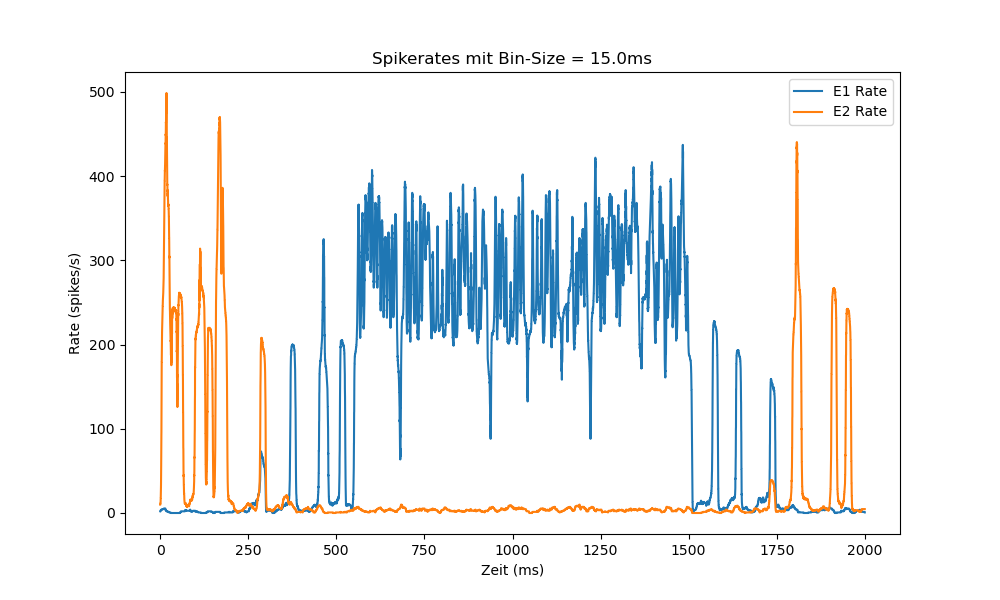 Spikerates mit Bin-Size = 15.0ms
E1 Rate
E2 Rate
500
400
300
200
100
0
Rate (spikes/s)
0 250 500 750 1000 1250 1500 1750 2000
Zeit (ms)